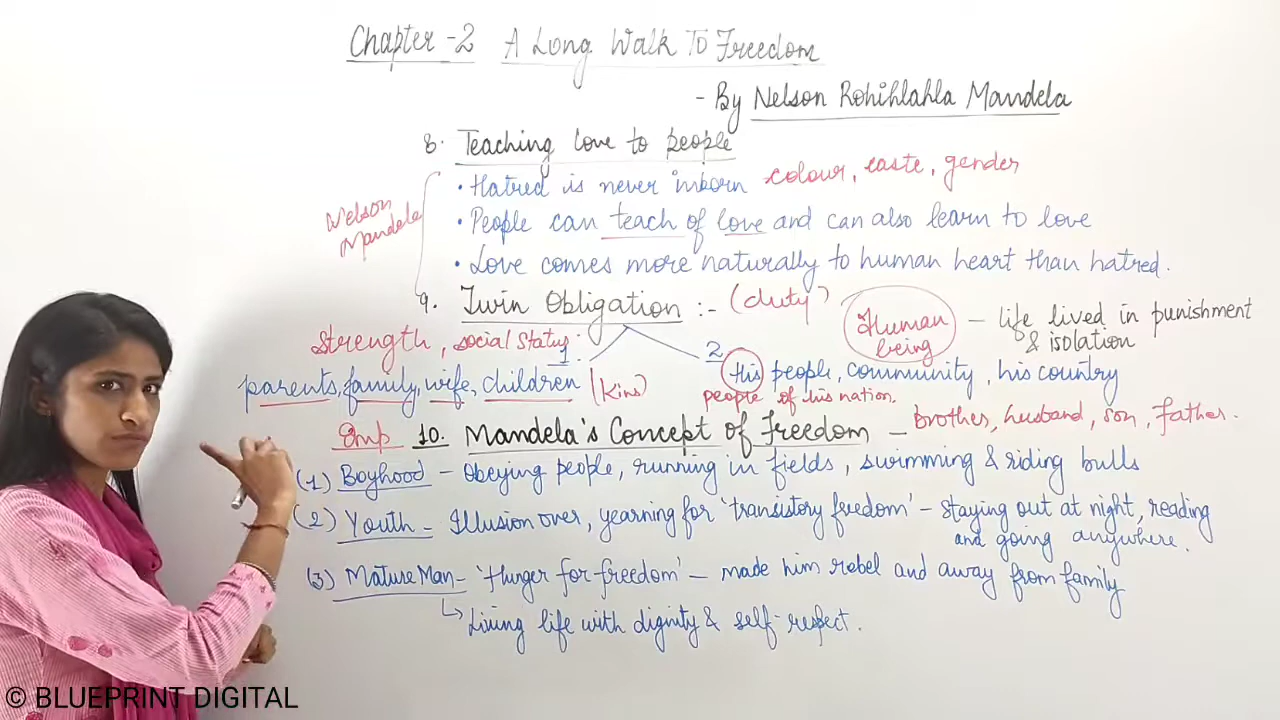 Chapter -2 A Long Walk To Freedom
- By Nelson Rohihlahla Mandela
8. Teaching love to people
• Hatred is never inborn colour, caste, gender
Nelson Mandela
• People can teach of love and can also learn to love
• Love comes more naturally to human heart than hatred.
9. Twin Obligation :- (duty)
Human being - life lived in punishment & isolation
strength, social status
1. 2
parents, family, wife, children (kins)
His people, community, his country
people of his nation.
Imp 10. Mandela's Concept of Freedom - brother, husband, son, father.
(1) Boyhood - obeying people, running in fields, swimming & riding bulls
(2) Youth - Illusion over, yearning for 'transistory freedom' - staying out at night, reading and going anywhere.
(3) Mature Man - 'Hunger for freedom' - made him rebel and away from family
↳ Living life with dignity & self-respect.
© BLUEPRINT DIGITAL